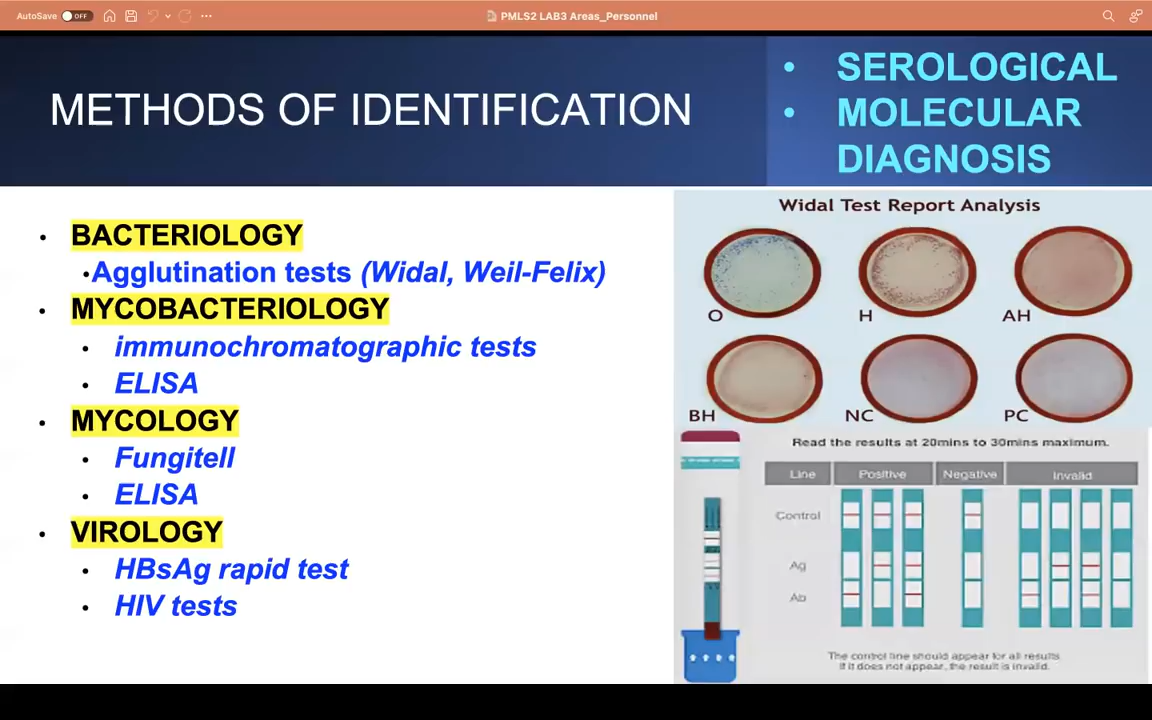 AutoSave OFF
PMLS2 LAB3 Areas_Personnel
METHODS OF IDENTIFICATION
• SEROLOGICAL
• MOLECULAR
DIAGNOSIS
• BACTERIOLOGY
•Agglutination tests (Widal, Weil-Felix)
• MYCOBACTERIOLOGY
• immunochromatographic tests
• ELISA
• MYCOLOGY
• Fungitell
• ELISA
• VIROLOGY
• HBsAg rapid test
• HIV tests
Widal Test Report Analysis
O H AH
BH NC PC
Read the results at 20mins to 30mins maximum.
Line Positive Negative Invalid
Control
Ag
Ab
The control line should appear for all results
If it does not appear, the result is invalid.